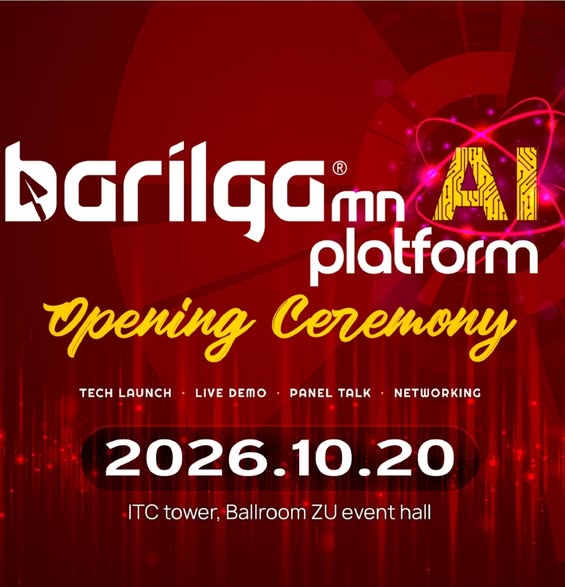 barilga® mn AI
platform
Opening Ceremony
TECH LAUNCH · LIVE DEMO · PANEL TALK · NETWORKING
2026.10.20
ITC tower, Ballroom ZU event hall